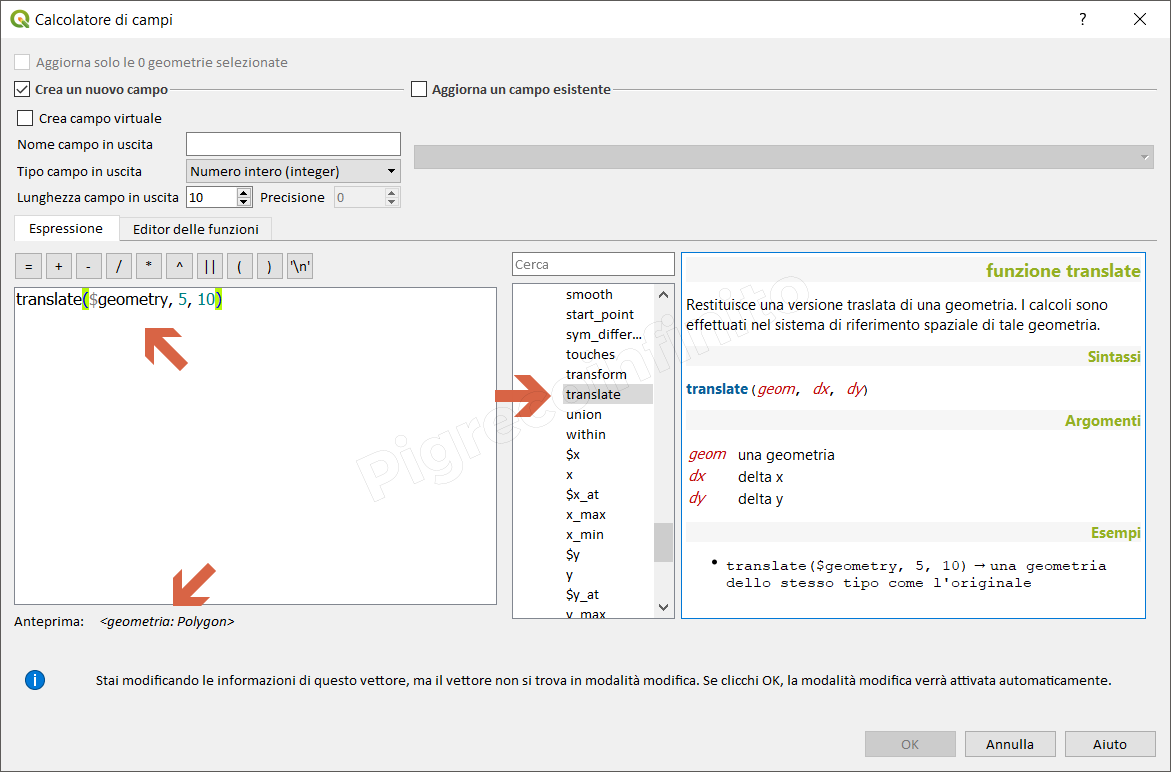 Calcolatore di campi
?
Aggiorna solo le 0 geometrie selezionate
Crea un nuovo campo
Aggiorna un campo esistente
Crea campo virtuale
Nome campo in uscita
Tipo campo in uscita
Numero intero (integer)
Lunghezza campo in uscita
10
Precisione
0
Espressione
Editor delle funzioni
= + - / * ^ || ( ) '\n'
translate($geometry, 5, 10)
Anteprima: <geometria: Polygon>
Cerca
smooth
start_point
sym_differ...
touches
transform
translate
union
within
$x
x
$x_at
x_max
x_min
$y
y
$y_at
y_max
funzione translate
Restituisce una versione traslata di una geometria. I calcoli sono
effettuati nel sistema di riferimento spaziale di tale geometria.
Sintassi
translate (geom, dx, dy)
Argomenti
geom una geometria
dx delta x
dy delta y
Esempi
• translate($geometry, 5, 10) → una geometria
dello stesso tipo come l'originale
Pigrecoinfinito
Stai modificando le informazioni di questo vettore, ma il vettore non si trova in modalità modifica. Se clicchi OK, la modalità modifica verrà attivata automaticamente.
OK
Annulla
Aiuto